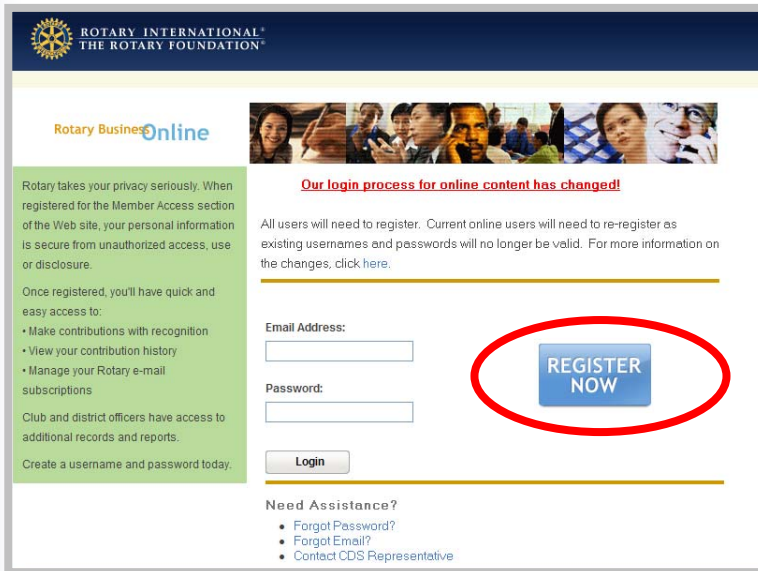 ROTARY INTERNATIONAL®
THE ROTARY FOUNDATION®
Rotary Business Online
Rotary takes your privacy seriously. When
registered for the Member Access section
of the Web site, your personal information
is secure from unauthorized access, use
or disclosure.
Once registered, you'll have quick and
easy access to:
• Make contributions with recognition
• View your contribution history
• Manage your Rotary e-mail
subscriptions
Club and district officers have access to
additional records and reports.
Create a username and password today.
Our login process for online content has changed!
All users will need to register. Current online users will need to re-register as
existing usernames and passwords will no longer be valid. For more information on
the changes, click here.
Email Address:
Password:
Login
REGISTER
NOW
Need Assistance?
• Forgot Password?
• Forgot Email?
• Contact CDS Representative